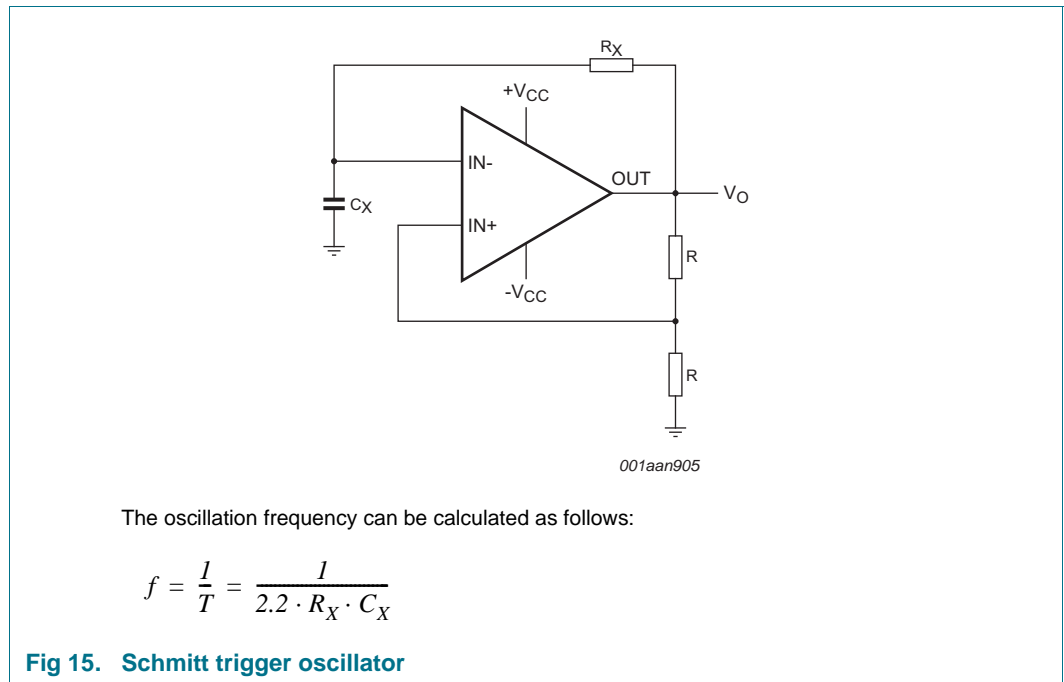 RX
+VCC
IN-
OUT
VO
CX
IN+
R
-VCC
R
001aan905
The oscillation frequency can be calculated as follows:
f = 1/T = 1/(2.2 · RX · CX)
Fig 15. Schmitt trigger oscillator